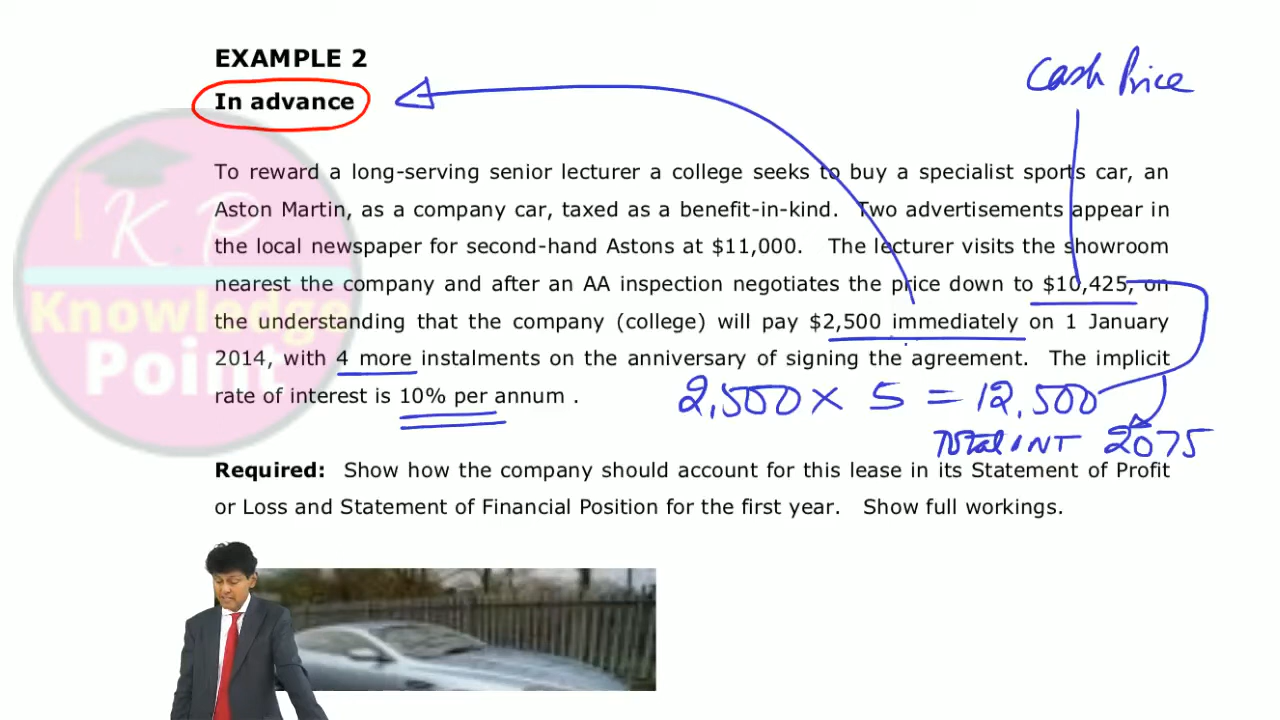 EXAMPLE 2
In advance
Cash Price
To reward a long-serving senior lecturer a college seeks to buy a specialist sports car, an
Aston Martin, as a company car, taxed as a benefit-in-kind. Two advertisements appear in
the local newspaper for second-hand Astons at $11,000. The lecturer visits the showroom
nearest the company and after an AA inspection negotiates the price down to $10,425, on
the understanding that the company (college) will pay $2,500 immediately on 1 January
2014, with 4 more instalments on the anniversary of signing the agreement. The implicit
rate of interest is 10% per annum .
2,500 × 5 = 12,500
Total INT 2075
Required: Show how the company should account for this lease in its Statement of Profit
or Loss and Statement of Financial Position for the first year. Show full workings.
K.P
Knowledge
Point